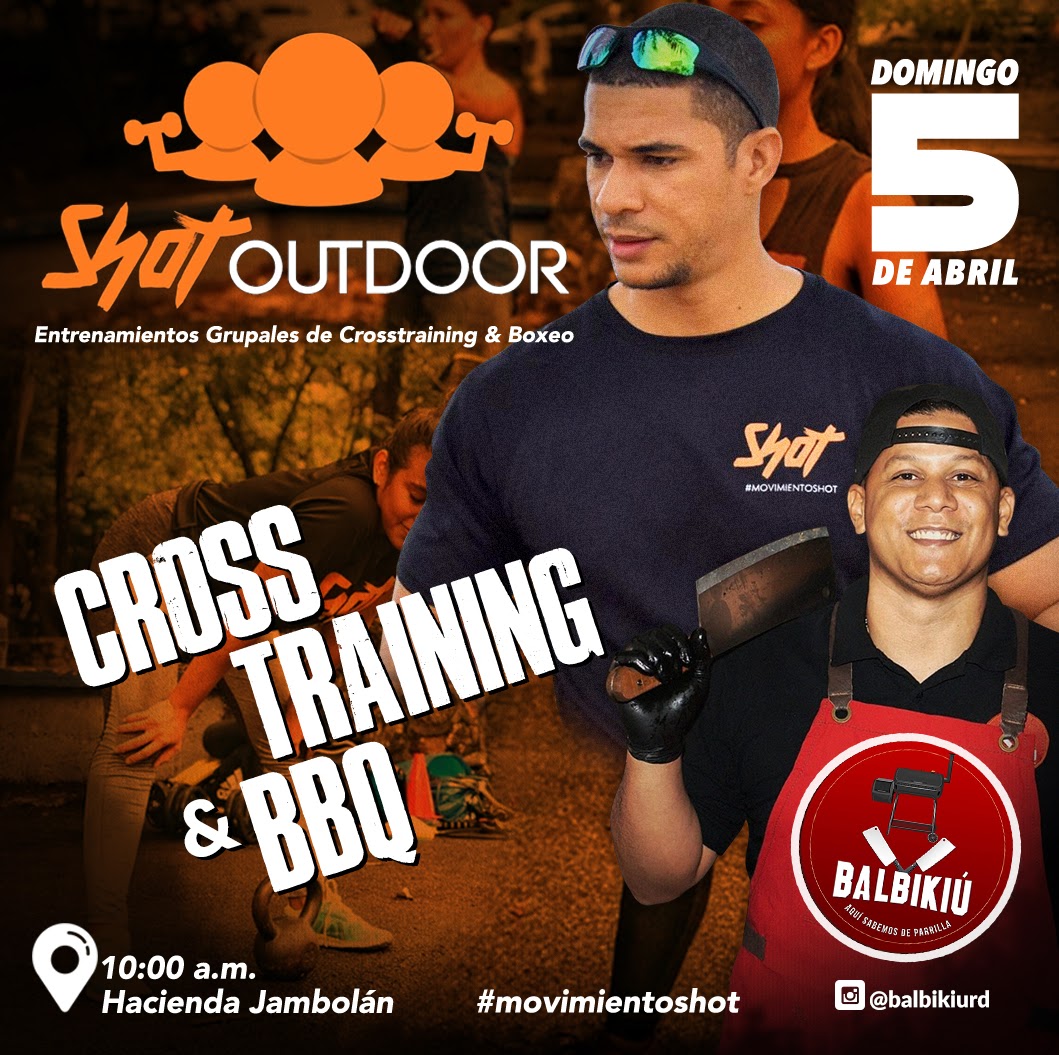 DOMINGO
5
DE ABRIL
Shot OUTDOOR
Entrenamientos Grupales de Crosstraining & Boxeo
Shot
#MOVIMIENTOSHOT
CROSS
TRAINING
& BBQ
BALBIKIÚ
AQUÍ SABEMOS DE PARRILLA
10:00 a.m.
Hacienda Jambolán
#movimientoshot
@balbikiurd